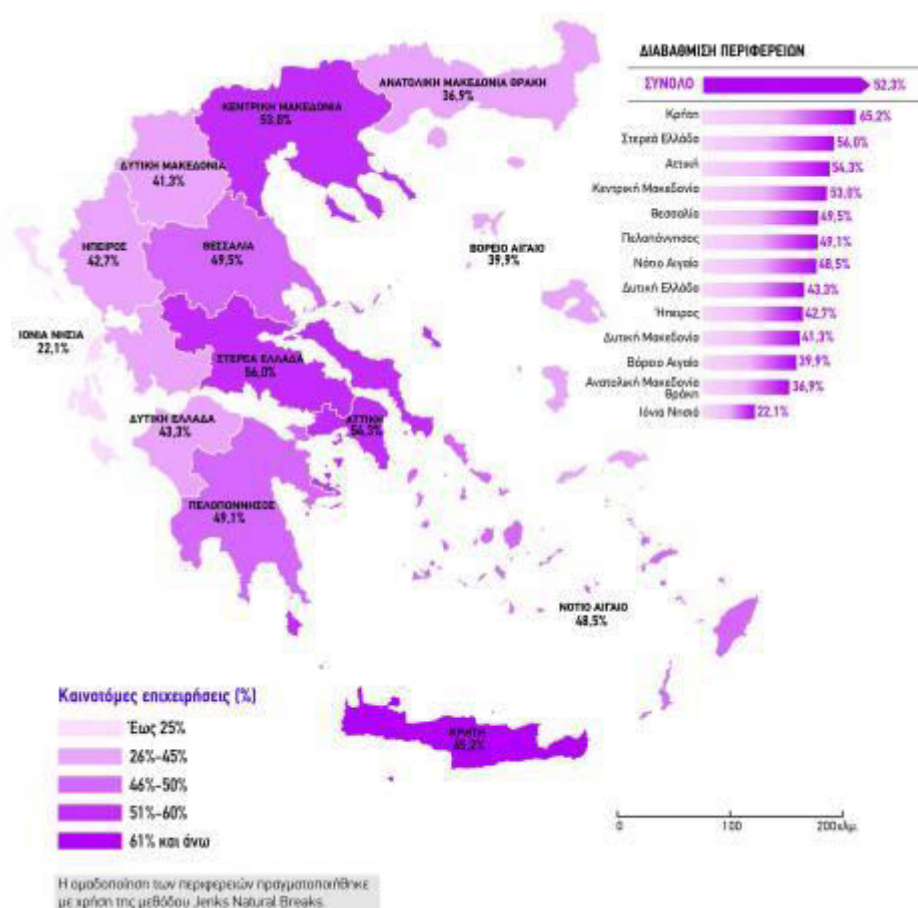 ΔΙΑΒΑΘΜΙΣΗ ΠΕΡΙΦΕΡΕΙΩΝ
ΣΥΝΟΛΟ 52,3%
Κρήτη 65,2%
Στερεά Ελλάδα 56,0%
Αττική 54,3%
Κεντρική Μακεδονία 53,0%
Θεσσαλία 49,5%
Πελοπόννησος 49,1%
Νότιο Αιγαίο 48,5%
Δυτική Ελλάδα 43,3%
Ήπειρος 42,7%
Δυτική Μακεδονία 41,3%
Βόρειο Αιγαίο 39,9%
Ανατολική Μακεδονία
Θράκη 36,9%
Ιόνια Νησιά 22,1%
ΑΝΑΤΟΛΙΚΗ ΜΑΚΕΔΟΝΙΑ ΘΡΑΚΗ
36,9%
ΚΕΝΤΡΙΚΗ ΜΑΚΕΔΟΝΙΑ
53,0%
ΔΥΤΙΚΗ ΜΑΚΕΔΟΝΙΑ
41,3%
ΗΠΕΙΡΟΣ
42,7%
ΘΕΣΣΑΛΙΑ
49,5%
ΒΟΡΕΙΟ ΑΙΓΑΙΟ
39,9%
ΙΟΝΙΑ ΝΗΣΙΑ
22,1%
ΣΤΕΡΕΑ ΕΛΛΑΔΑ
56,0%
ΔΥΤΙΚΗ ΕΛΛΑΔΑ
43,3%
ΑΤΤΙΚΗ
54,3%
ΠΕΛΟΠΟΝΝΗΣΟΣ
49,1%
ΝΟΤΙΟ ΑΙΓΑΙΟ
48,5%
ΚΡΗΤΗ
65,2%
Καινοτόμες επιχειρήσεις (%)
Έως 25%
26%-45%
46%-50%
51%-60%
61% και άνω
0 100 200χλμ.
Η ομαδοποίηση των περιφερειών πραγματοποιήθηκε
με χρήση της μεθόδου Jenks Natural Breaks.